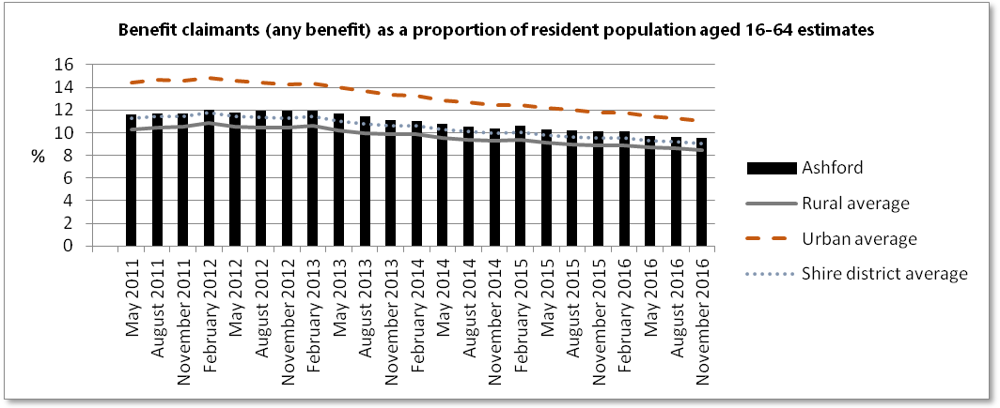 Benefit claimants (any benefit) as a proportion of resident population aged 16-64 estimates
16
14
12
10
8
6
4
2
0
%
May 2011
August 2011
November 2011
February 2012
May 2012
August 2012
November 2012
February 2013
May 2013
August 2013
November 2013
February 2014
May 2014
August 2014
November 2014
February 2015
May 2015
August 2015
November 2015
February 2016
May 2016
August 2016
November 2016
Ashford
Rural average
Urban average
Shire district average